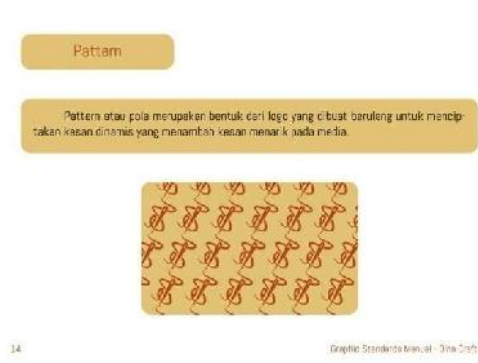 Pattern
Pattern atau pola merupakan bentuk dari logo yang dibuat berulang untuk mencip-
takan kesan dinamis yang menambah kesan menarik pada media.
14
Graphic Standards Manual - Dina Craft